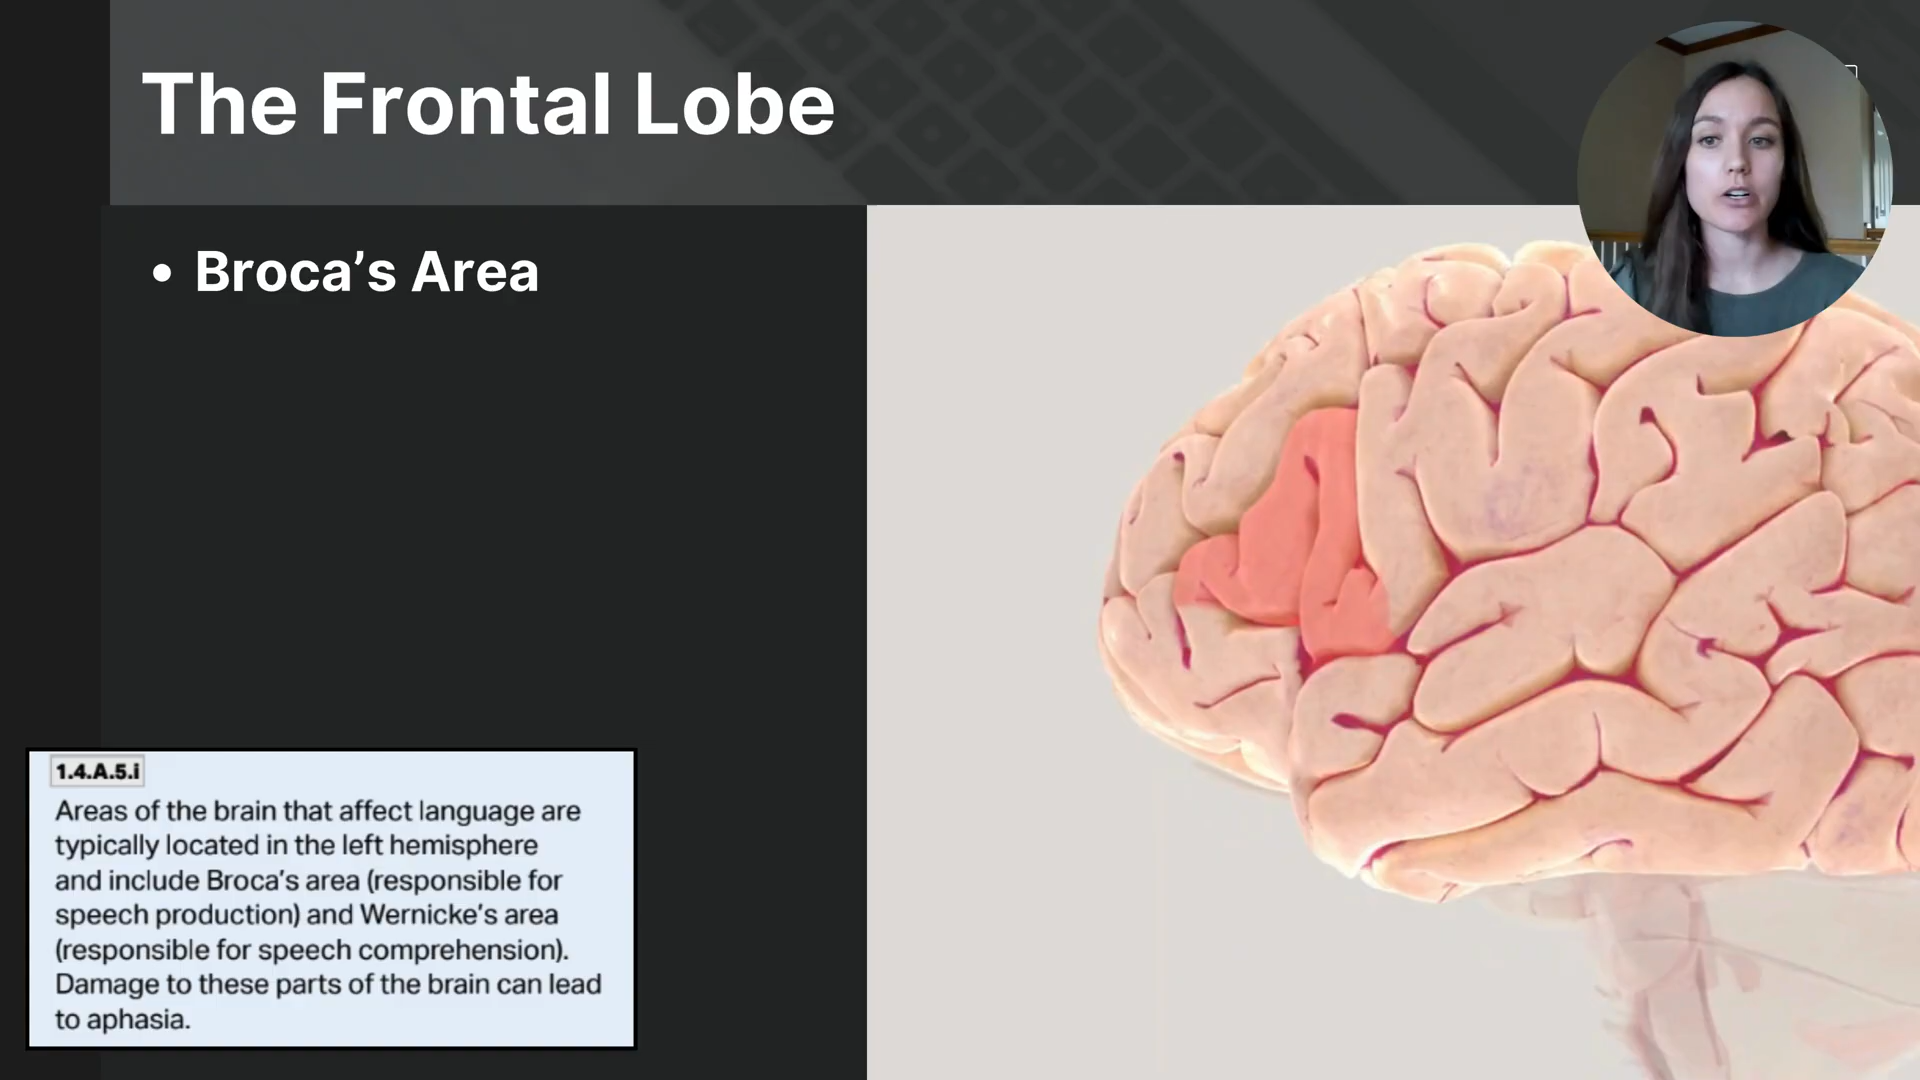 The Frontal Lobe
• Broca’s Area
1.4.A.5.i
Areas of the brain that affect language are
typically located in the left hemisphere
and include Broca’s area (responsible for
speech production) and Wernicke’s area
(responsible for speech comprehension).
Damage to these parts of the brain can lead
to aphasia.